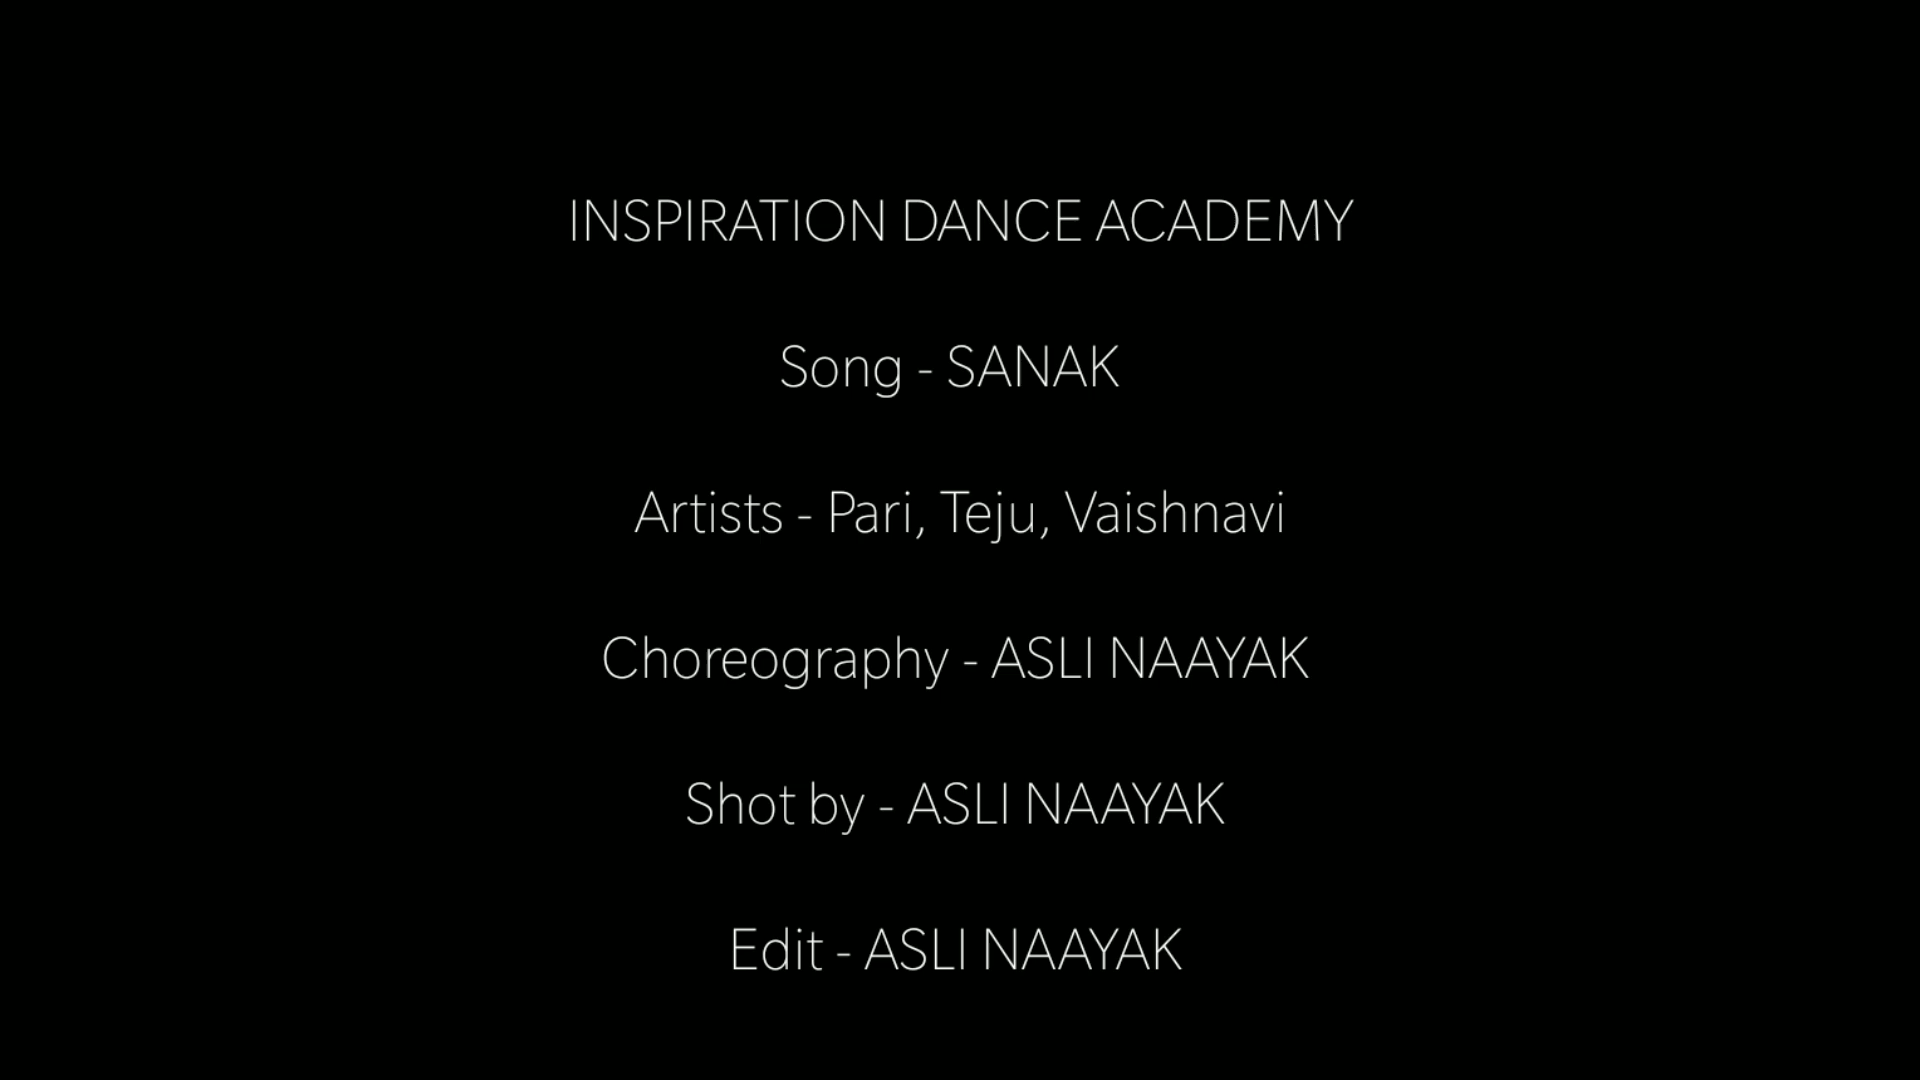 INSPIRATION DANCE ACADEMY
Song - SANAK
Artists - Pari, Teju, Vaishnavi
Choreography - ASLI NAAYAK
Shot by - ASLI NAAYAK
Edit - ASLI NAAYAK